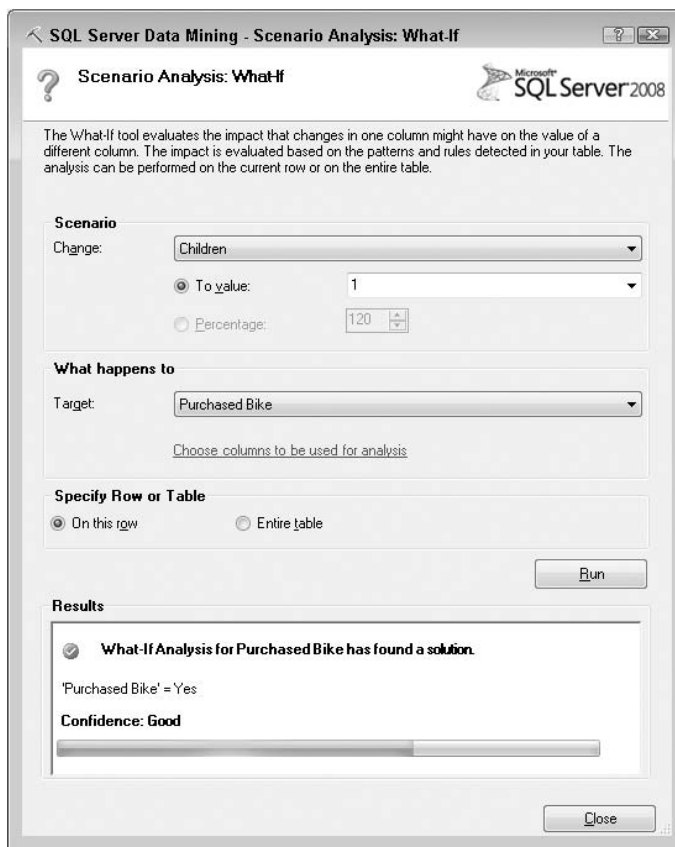 SQL Server Data Mining - Scenario Analysis: What-If
Scenario Analysis: What-If
Microsoft®
SQL Server 2008
The What-If tool evaluates the impact that changes in one column might have on the value of a
different column. The impact is evaluated based on the patterns and rules detected in your table. The
analysis can be performed on the current row or on the entire table.
Scenario
Change:
Children
To value:
1
Percentage:
120
What happens to
Target:
Purchased Bike
Choose columns to be used for analysis
Specify Row or Table
On this row
Entire table
Run
Results
What-If Analysis for Purchased Bike has found a solution.
'Purchased Bike' = Yes
Confidence: Good
Close